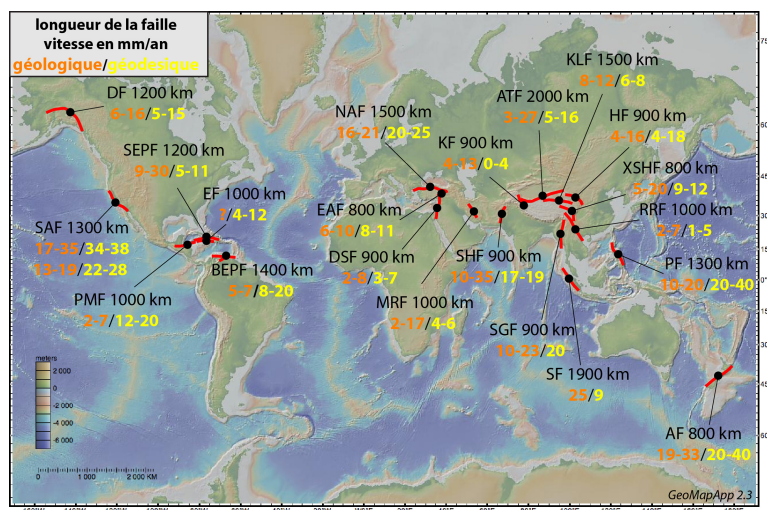 longueur de la faille
vitesse en mm/an
géologique/géodesique
DF 1200 km
6-16/5-15
SEPF 1200 km
9-30/5-11
EF 1000 km
?/4-12
SAF 1300 km
17-35/34-38
13-19/22-28
PMF 1000 km
2-7/12-20
BEPF 1400 km
5-7/8-20
NAF 1500 km
16-21/20-25
EAF 800 km
6-10/8-11
DSF 900 km
2-8/3-7
MRF 1000 km
2-17/4-6
KLF 1500 km
8-12/6-8
ATF 2000 km
3-27/5-16
KF 900 km
4-13/0-4
HF 900 km
4-16/4-18
XSHF 800 km
5-20/9-12
RRF 1000 km
2-7/1-5
SHF 900 km
10-35/17-19
PF 1300 km
10-20/20-40
SGF 900 km
10-23/20
SF 1900 km
25/9
AF 800 km
19-33/20-40
meters
2 000
0
-2 000
-4 000
-6 000
0 1 000 2 000 KM
GeoMapApp 2.3